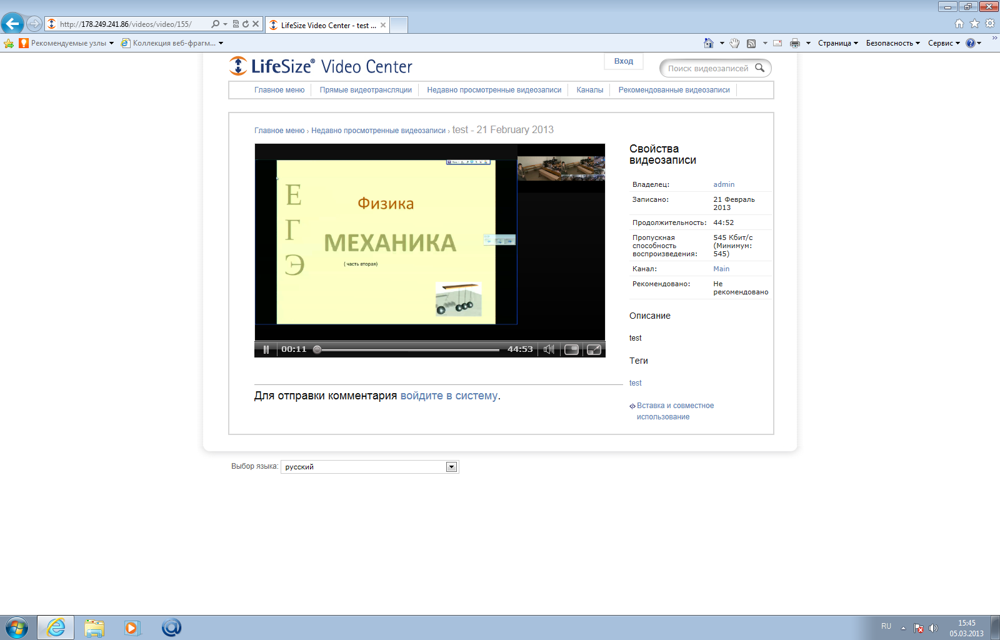 http://178.249.241.86/videos/video/155/
LifeSize Video Center - test ...
Рекомендуемые узлы
Коллекция веб-фрагм...
Страница
Безопасность
Сервис
LifeSize® Video Center
Вход
Поиск видеозаписей
Главное меню
Прямые видеотрансляции
Недавно просмотренные видеозаписи
Каналы
Рекомендованные видеозаписи
Главное меню › Недавно просмотренные видеозаписи › test - 21 February 2013
Е
Г
Э
Физика
МЕХАНИКА
( часть вторая)
00:11
44:53
Свойства
видеозаписи
Владелец: admin
Записано: 21 Февраль
2013
Продолжительность: 44:52
Пропускная
способность
воспроизведения:
545 Кбит/с
(Минимум:
545)
Канал: Main
Рекомендовано: Не
рекомендовано
Описание
test
Теги
test
Вставка и совместное
использование
Для отправки комментария войдите в систему.
Выбор языка: русский
RU
15:45
05.03.2013